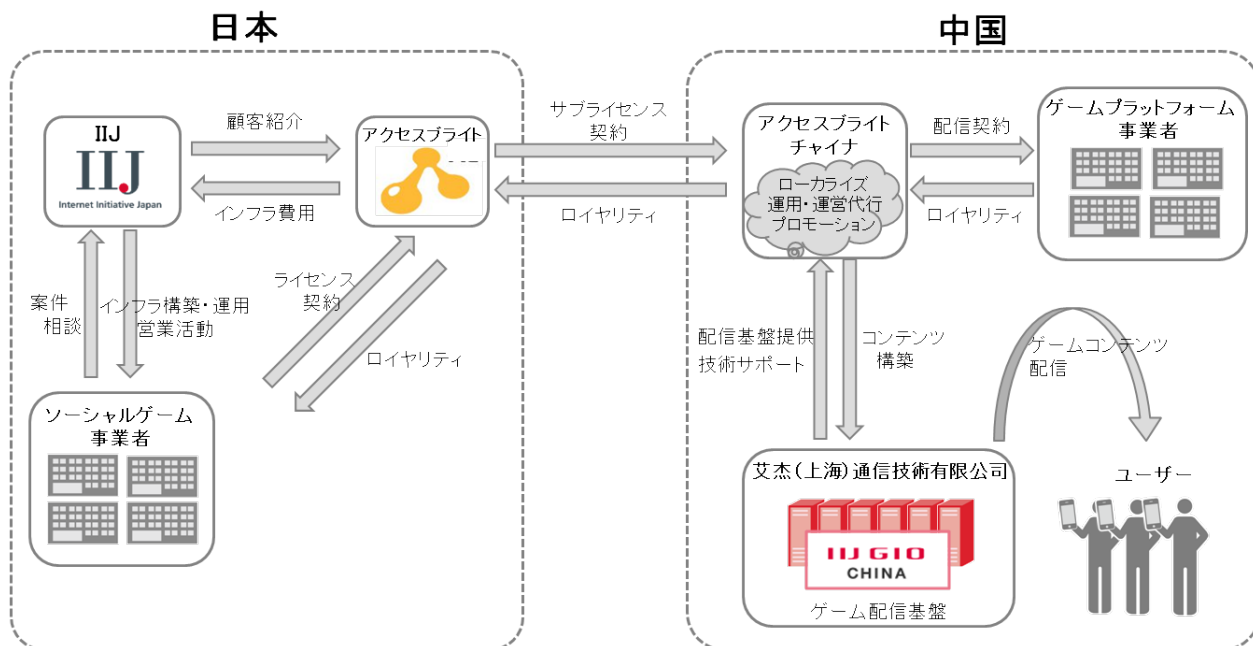 日本
中国
IIJ
IIJ
Internet Initiative Japan
顧客紹介
インフラ費用
アクセスブライト
サブライセンス
契約
ロイヤリティ
アクセスブライト
チャイナ
ローカライズ
運用・運営代行
プロモーション
配信契約
ロイヤリティ
ゲームプラットフォーム
事業者
案件
相談
インフラ構築・運用
営業活動
ライセンス
契約
ロイヤリティ
配信基盤提供
技術サポート
コンテンツ
構築
ゲームコンテンツ
配信
ソーシャルゲーム
事業者
艾杰(上海)通信技術有限公司
IIJ GIO
CHINA
ゲーム配信基盤
ユーザー